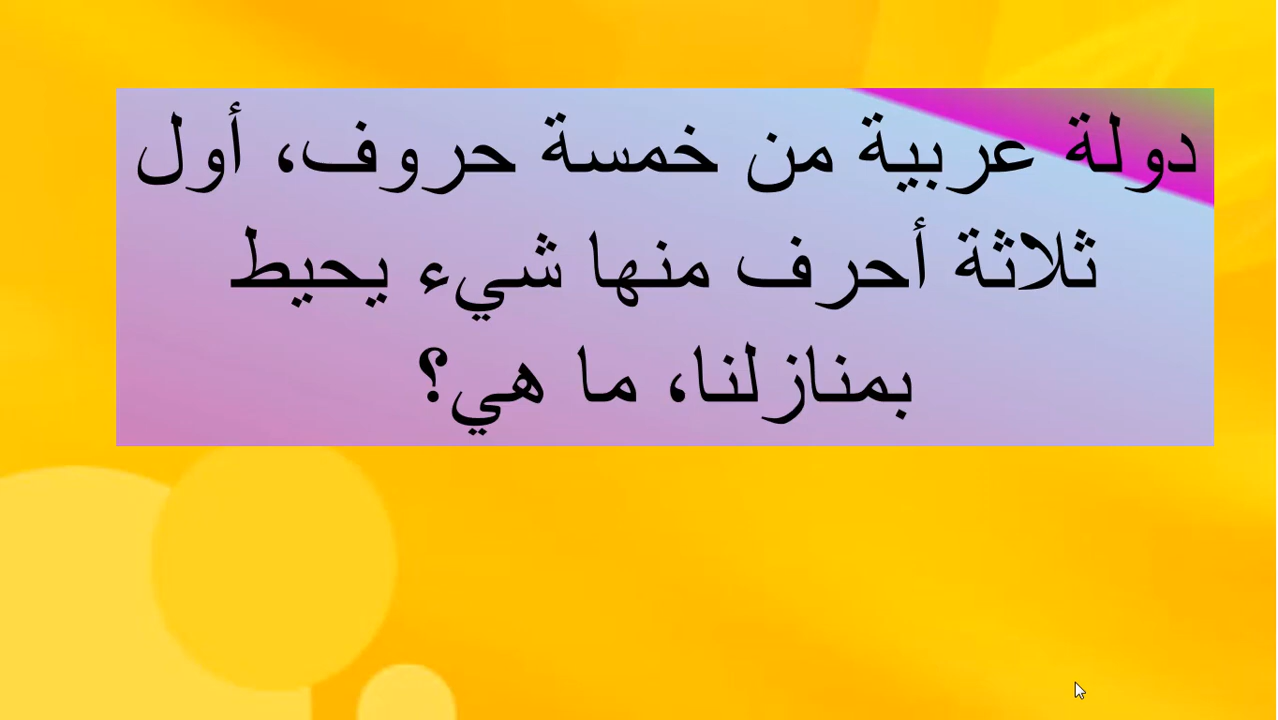 دولة عربية من خمسة حروف، أول
ثلاثة أحرف منها شيء يحيط
بمنازلنا، ما هي؟